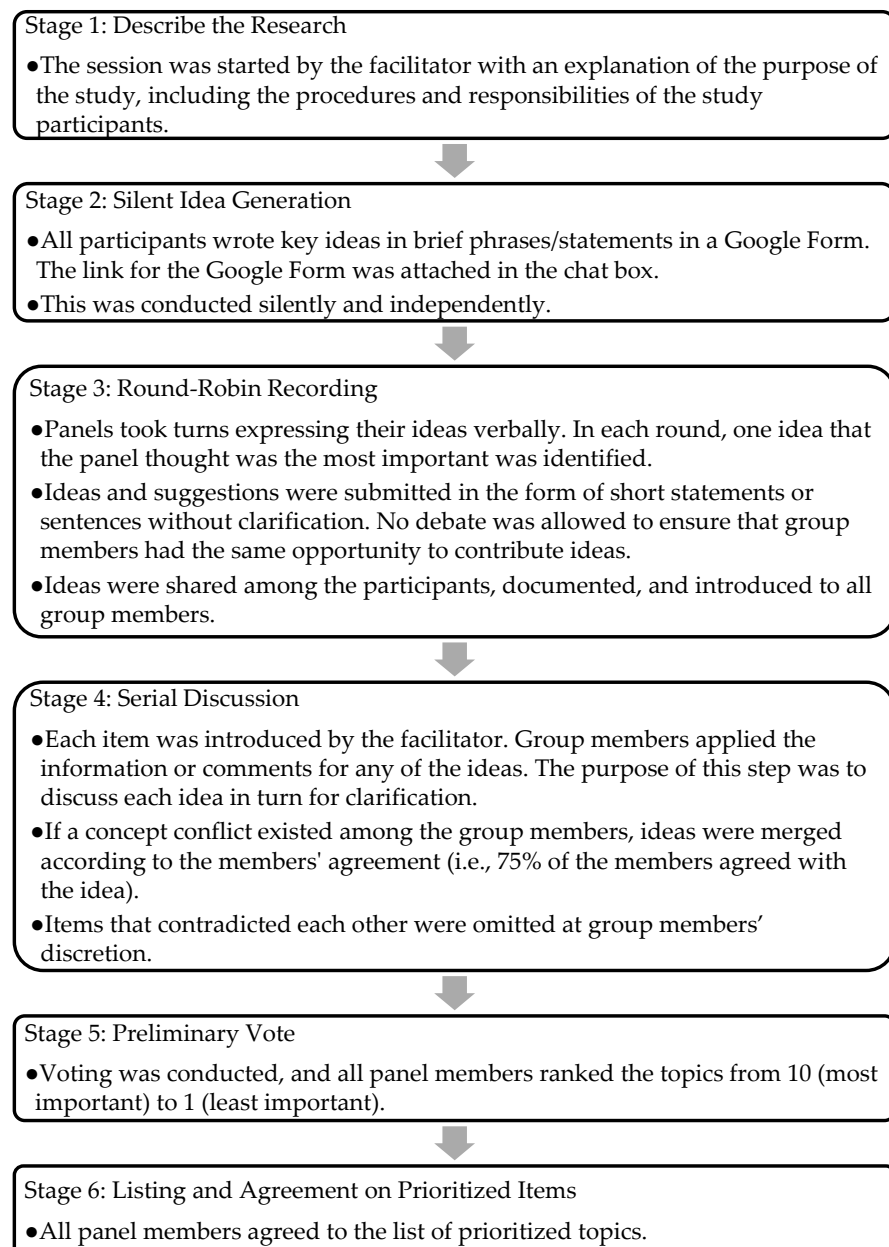 Stage 1: Describe the Research
●The session was started by the facilitator with an explanation of the purpose of
the study, including the procedures and responsibilities of the study
participants.
Stage 2: Silent Idea Generation
●All participants wrote key ideas in brief phrases/statements in a Google Form.
The link for the Google Form was attached in the chat box.
●This was conducted silently and independently.
Stage 3: Round-Robin Recording
●Panels took turns expressing their ideas verbally. In each round, one idea that
the panel thought was the most important was identified.
●Ideas and suggestions were submitted in the form of short statements or
sentences without clarification. No debate was allowed to ensure that group
members had the same opportunity to contribute ideas.
●Ideas were shared among the participants, documented, and introduced to all
group members.
Stage 4: Serial Discussion
●Each item was introduced by the facilitator. Group members applied the
information or comments for any of the ideas. The purpose of this step was to
discuss each idea in turn for clarification.
●If a concept conflict existed among the group members, ideas were merged
according to the members' agreement (i.e., 75% of the members agreed with
the idea).
●Items that contradicted each other were omitted at group members’
discretion.
Stage 5: Preliminary Vote
●Voting was conducted, and all panel members ranked the topics from 10 (most
important) to 1 (least important).
Stage 6: Listing and Agreement on Prioritized Items
●All panel members agreed to the list of prioritized topics.